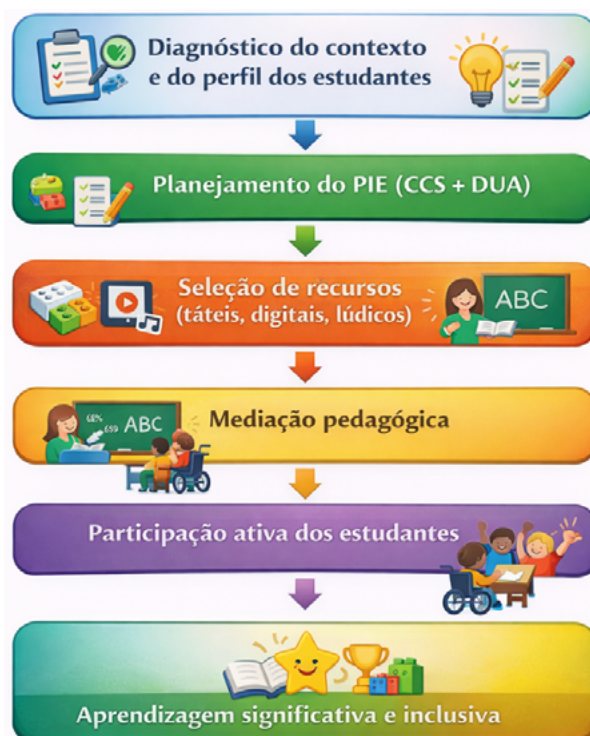 Diagnóstico do contexto
e do perfil dos estudantes
Planejamento do PIE (CCS + DUA)
Seleção de recursos
(táteis, digitais, lúdicos)
ABC
ABC
Mediação pedagógica
Participação ativa dos estudantes
Aprendizagem significativa e inclusiva